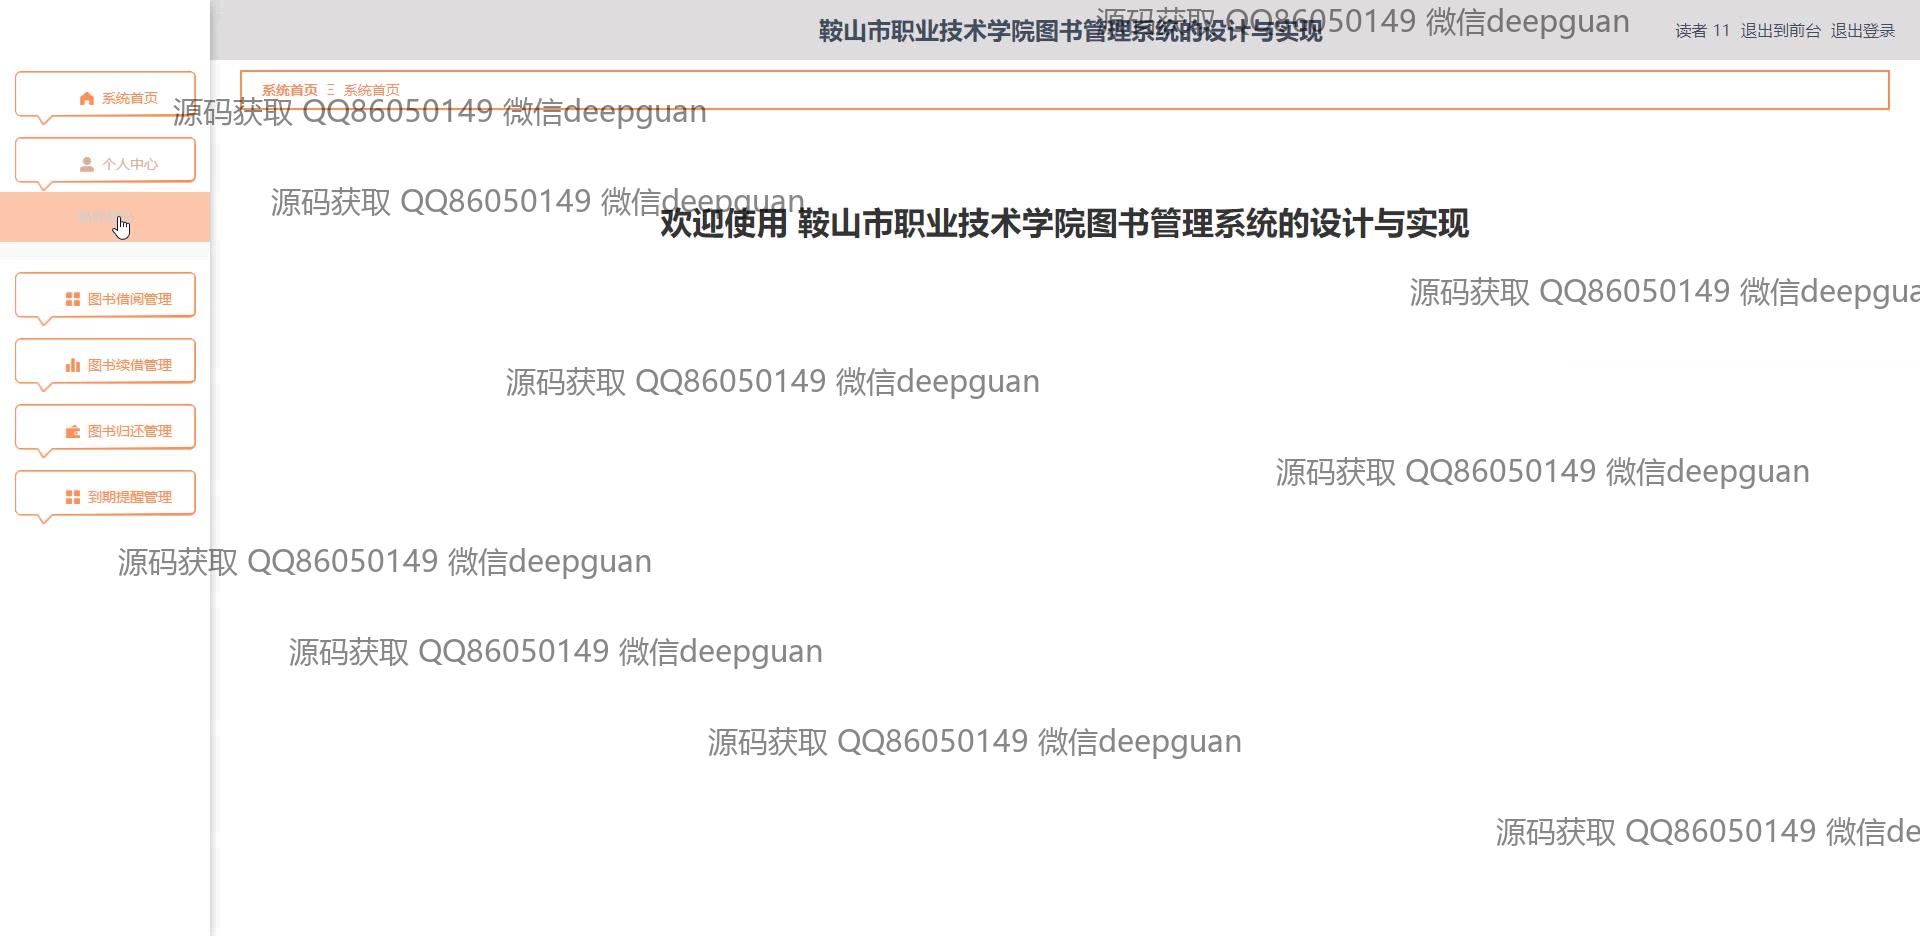 鞍山市职业技术学院图书管理系统的设计与实现
源码获取 QQ86050149 微信deepguan
读者 11 退出到前台 退出登录
系统首页 Ξ 系统首页
系统首页
源码获取 QQ86050149 微信deepguan
个人中心
源码获取 QQ86050149 微信deepguan
欢迎使用 鞍山市职业技术学院图书管理系统的设计与实现
源码获取 QQ86050149 微信deepgua
图书借阅管理
图书续借管理
源码获取 QQ86050149 微信deepguan
图书归还管理
源码获取 QQ86050149 微信deepguan
到期提醒管理
源码获取 QQ86050149 微信deepguan
源码获取 QQ86050149 微信deepguan
源码获取 QQ86050149 微信deepguan
源码获取 QQ86050149 微信de